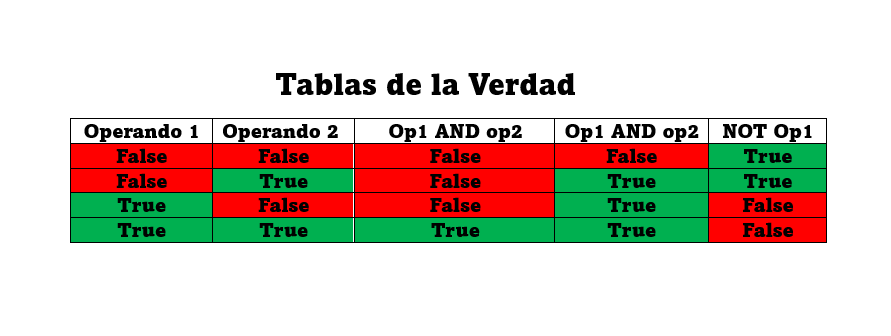 Tablas de la Verdad
Operando 1 Operando 2 Op1 AND op2 Op1 AND op2 NOT Op1
False False False False True
False True False True True
True False False True False
True True True True False